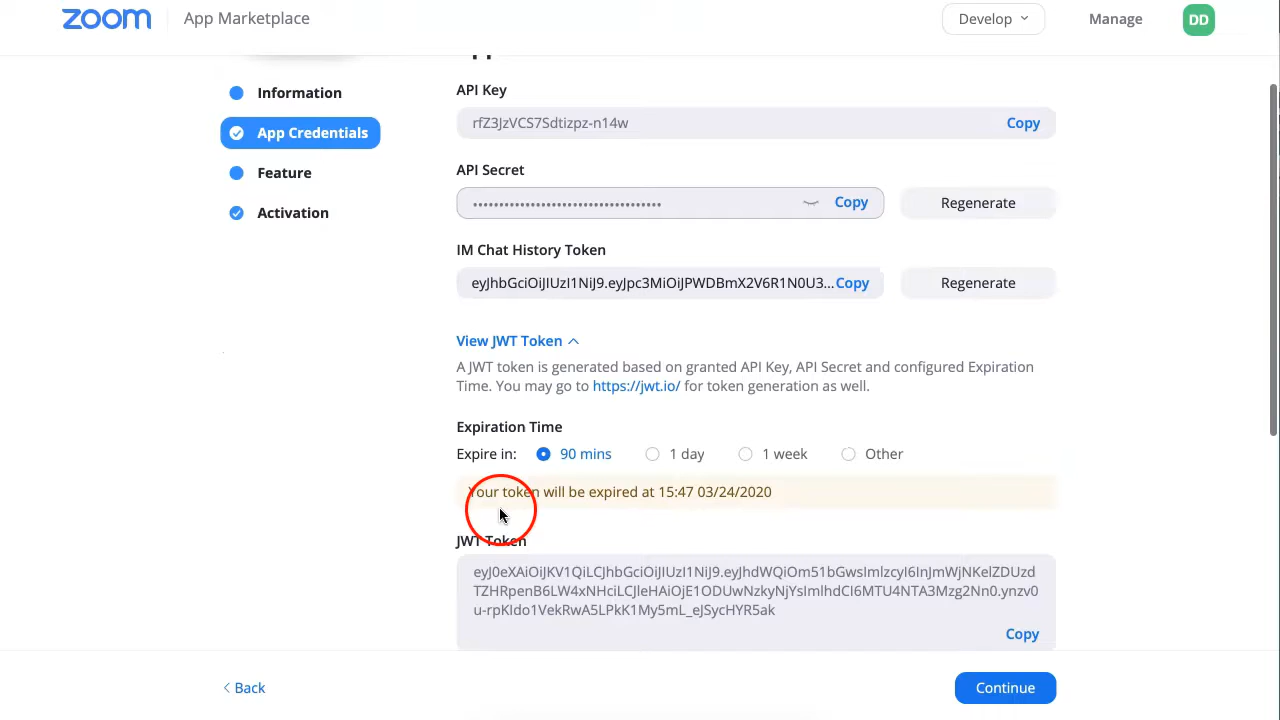 zoom
App Marketplace
Develop
Manage
DD
Information
App Credentials
Feature
Activation
API Key
rfZ3JzVCS7Sdtizpz-n14w
Copy
API Secret
Copy
Regenerate
IM Chat History Token
eyJhbGciOiJIUzI1NiJ9.eyJpc3MiOiJPWDBmX2V6R1N0U3...
Copy
Regenerate
View JWT Token
A JWT token is generated based on granted API Key, API Secret and configured Expiration
Time. You may go to https://jwt.io/ for token generation as well.
Expiration Time
Expire in: 90 mins 1 day 1 week Other
Your token will be expired at 15:47 03/24/2020
JWT Token
eyJ0eXAiOiJKV1QiLCJhbGciOiJIUzI1NiJ9.eyJhdWQiOm51bGwsImlzcyI6InJmWjNKelZDUzd
TZHRpenB6LW4xNHciLCJleHAiOjE1ODUwNzkyNjYsImlhdCI6MTU4NTA3Mzg2Nn0.ynzv0
u-rpKIdo1VekRwA5LPkK1My5mL_eJSycHYR5ak
Copy
Back
Continue